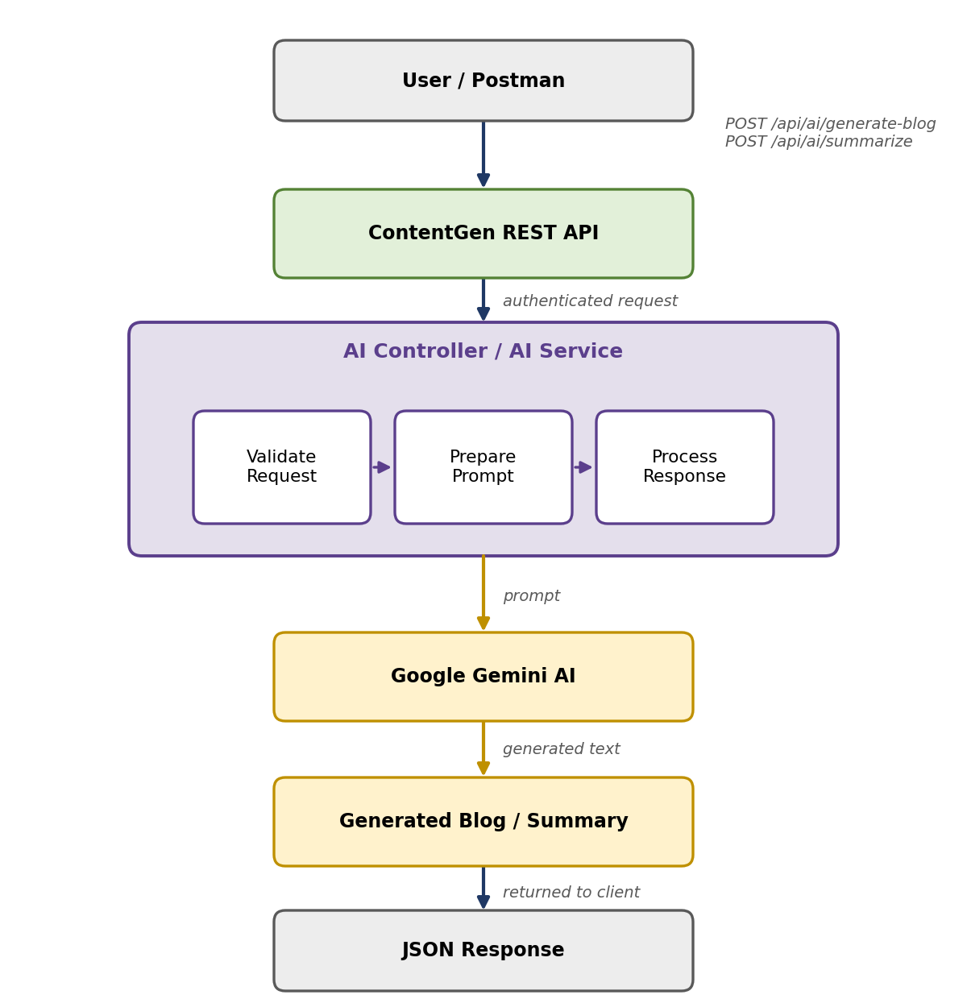 User / Postman
POST /api/ai/generate-blog
POST /api/ai/summarize
ContentGen REST API
authenticated request
AI Controller / AI Service
Validate
Request
Prepare
Prompt
Process
Response
prompt
Google Gemini AI
generated text
Generated Blog / Summary
returned to client
JSON Response